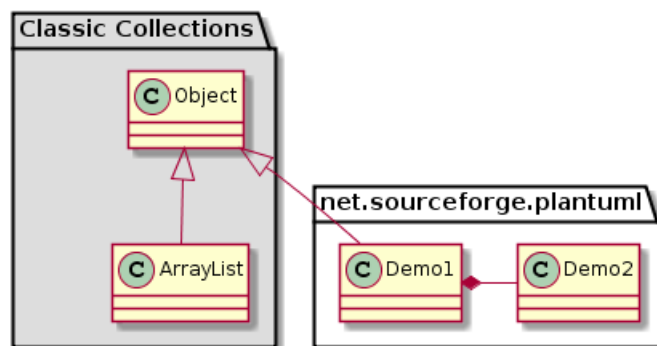 Classic Collections
C Object
net.sourceforge.plantuml
C ArrayList
C Demo1
C Demo2